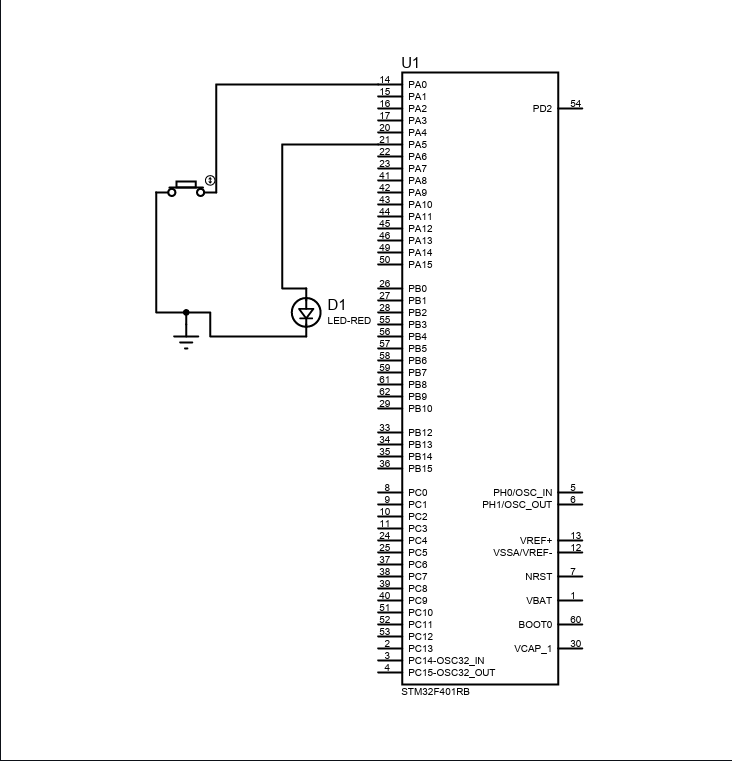 U1
14 PA0
15 PA1
16 PA2
17 PA3
20 PA4
21 PA5
22 PA6
23 PA7
41 PA8
42 PA9
43 PA10
44 PA11
45 PA12
46 PA13
49 PA14
50 PA15
26 PB0
27 PB1
28 PB2
55 PB3
56 PB4
57 PB5
58 PB6
59 PB7
61 PB8
62 PB9
29 PB10
33 PB12
34 PB13
35 PB14
36 PB15
8 PC0
9 PC1
10 PC2
11 PC3
24 PC4
25 PC5
37 PC6
38 PC7
39 PC8
40 PC9
51 PC10
52 PC11
53 PC12
2 PC13
3 PC14-OSC32_IN
4 PC15-OSC32_OUT
PD2 54
PH0/OSC_IN 5
PH1/OSC_OUT 6
VREF+ 13
VSSA/VREF- 12
NRST 7
VBAT 1
BOOT0 60
VCAP_1 30
STM32F401RB
D1
LED-RED